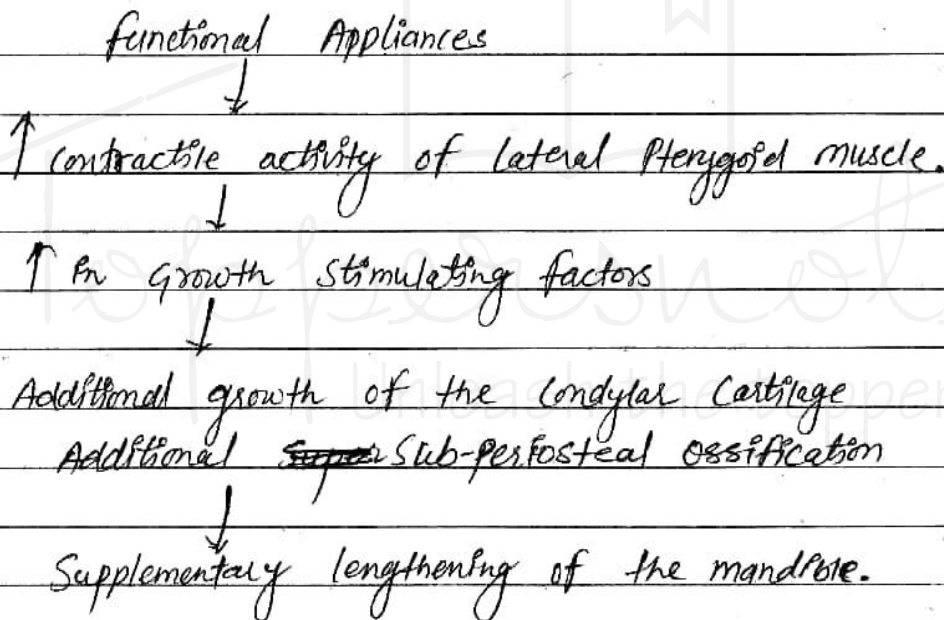 functional Appliances
↓
↑ Contractile activity of Lateral Pterygoid muscle.
↓
↑ in Growth Stimulating factors
↓
Additional growth of the Condylar Cartilage
Additional Sub-periosteal ossification
↓
Supplementary lengthening of the mandible.